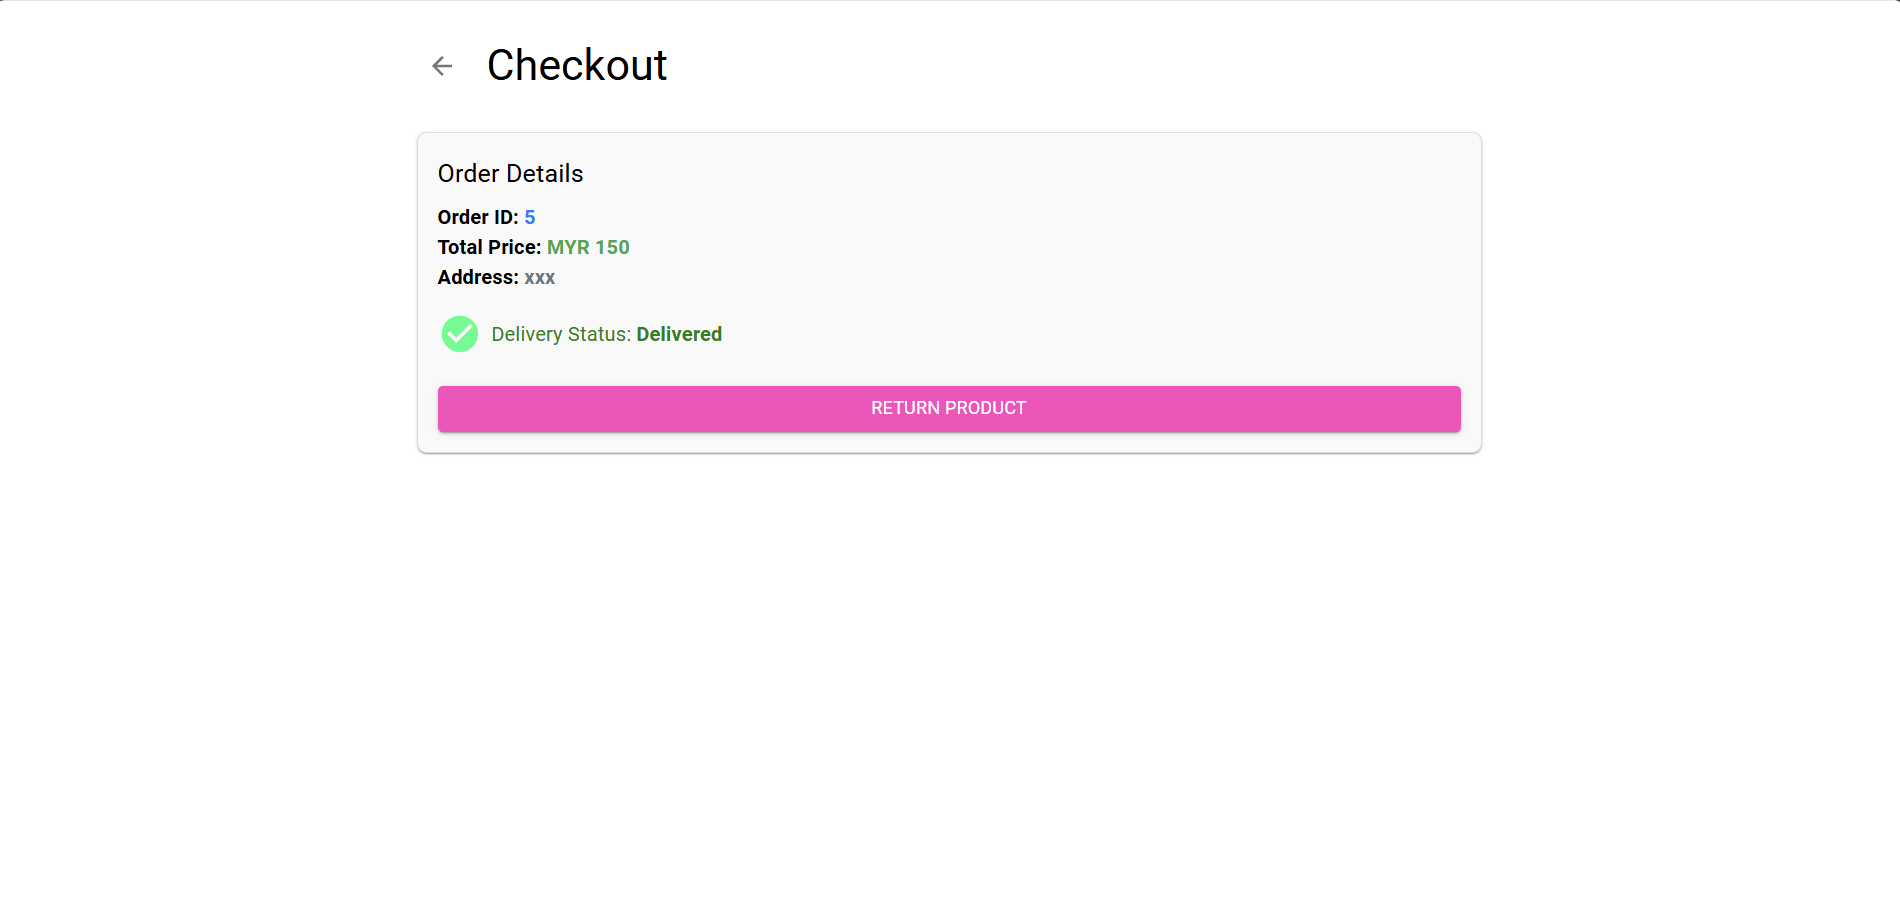 Checkout
Order Details
Order ID: 5
Total Price: MYR 150
Address: xxx
Delivery Status: Delivered
RETURN PRODUCT